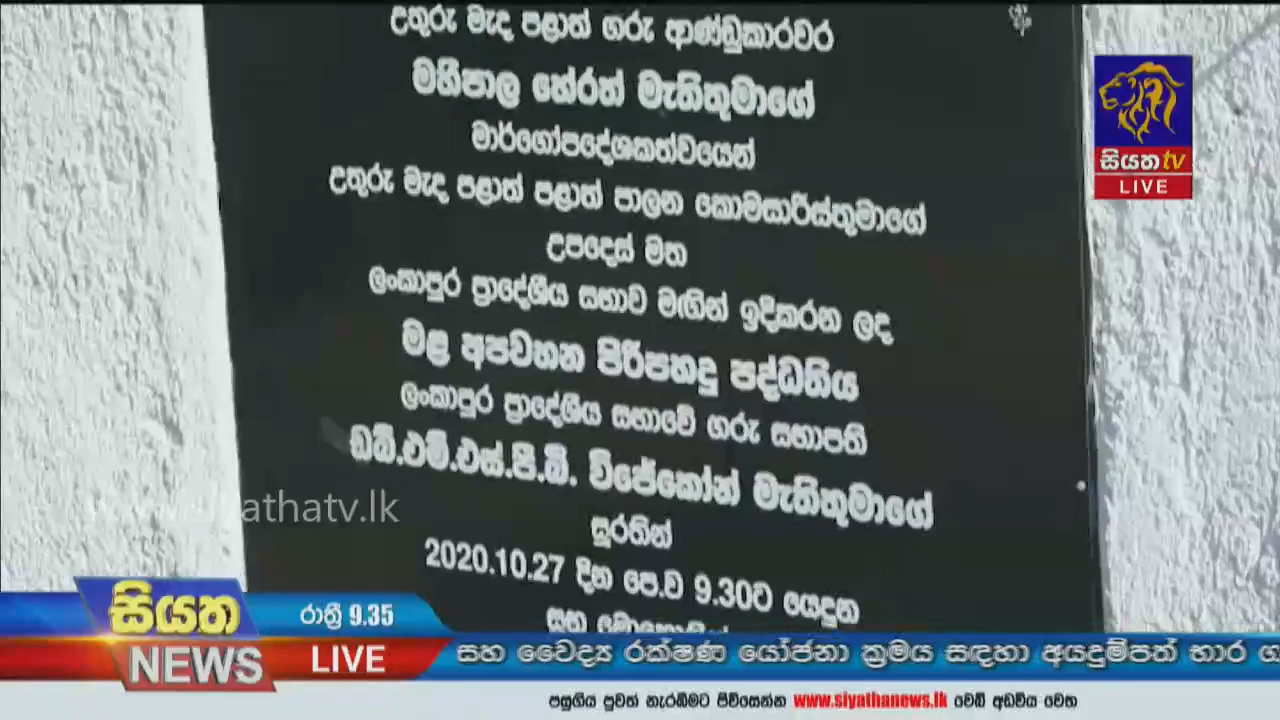 උතුරු මැද පළාත් ගරු ආණ්ඩුකාරවර
මහීපාල හේරත් මැතිතුමාගේ
මාර්ගෝපදේශකත්වයෙන්
උතුරු මැද පළාත් පළාත් පාලන කොමසාරිස්තුමාගේ
උපදෙස් මත
ලංකාපුර ප්‍රාදේශීය සභාව මඟින් ඉදිකරන ලද
මළ අපවහන පිරිපහදු පද්ධතිය
ලංකාපුර ප්‍රාදේශීය සභාවේ ගරු සභාපති
ඩබ්.එම්.එස්.පී.බී. විජේකෝන් මැතිතුමාගේ
සුරතින්
2020.10.27 දින පෙ.ව 9.30ට යෙදුන
සියත tv
LIVE
yathatv.lk
සියත
NEWS
රාත්‍රී 9.35
LIVE
සහ වෛද්‍ය රක්ෂණ යෝජනා ක්‍රමය සඳහා අයදුම්පත් භාර
පසුගිය පුවත් නැරඹීමට පිවිසෙන්න www.siyathanews.lk වෙබ් අඩවිය වෙත